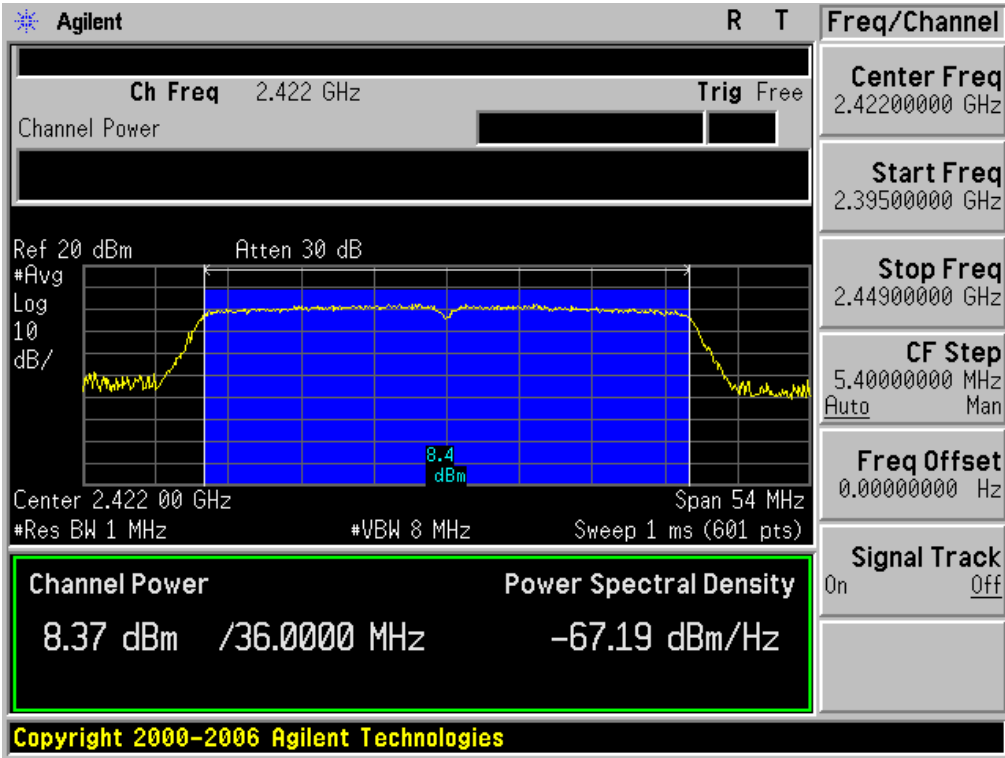 Agilent R T Freq/Channel
Ch Freq 2.422 GHz Trig Free
Channel Power
Center Freq
2.42200000 GHz
Start Freq
2.39500000 GHz
Stop Freq
2.44900000 GHz
CF Step
5.40000000 MHz
Auto Man
Freq Offset
0.00000000 Hz
Signal Track
On Off
Ref 20 dBm Atten 30 dB
#Avg
Log
10
dB/
8.4
dBm
Center 2.422 00 GHz Span 54 MHz
#Res BW 1 MHz #VBW 8 MHz Sweep 1 ms (601 pts)
Channel Power Power Spectral Density
8.37 dBm /36.0000 MHz -67.19 dBm/Hz
Copyright 2000-2006 Agilent Technologies